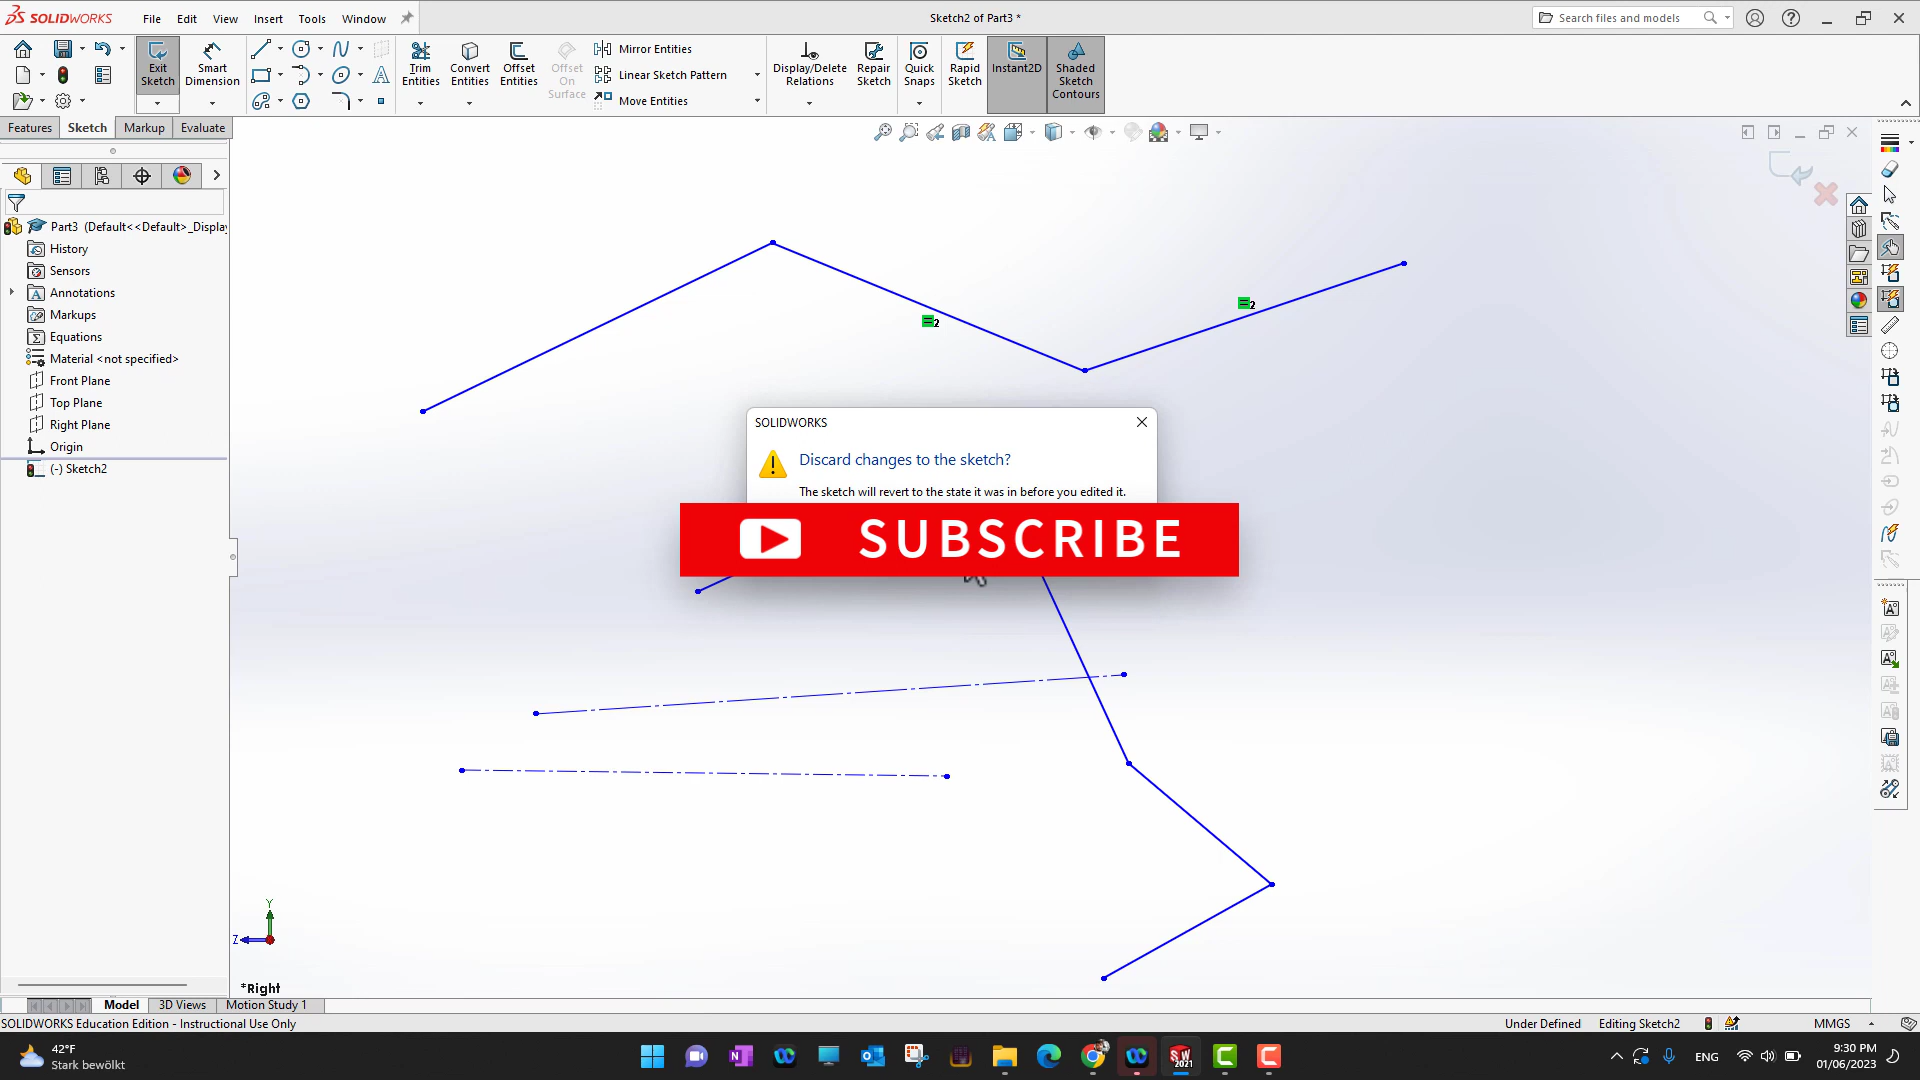 SOLIDWORKS
File Edit View Insert Tools Window
Sketch2 of Part3 *
Search files and models
Exit Sketch
Smart Dimension
Trim Entities
Convert Entities
Offset Entities
Offset On Surface
Mirror Entities
Linear Sketch Pattern
Move Entities
Display/Delete Relations
Repair Sketch
Quick Snaps
Rapid Sketch
Instant2D
Shaded Sketch Contours
Features Sketch Markup Evaluate
Part3 (Default<<Default>_Displa
History
Sensors
Annotations
Markups
Equations
Material <not specified>
Front Plane
Top Plane
Right Plane
Origin
(-) Sketch2
2
2
SOLIDWORKS
Discard changes to the sketch?
The sketch will revert to the state it was in before you edited it.
SUBSCRIBE
Y
Z
*Right
Model 3D Views Motion Study 1
SOLIDWORKS Education Edition - Instructional Use Only
Under Defined Editing Sketch2 MMGS
42°F
Stark bewölkt
SW 2021
ENG
9:30 PM
01/06/2023